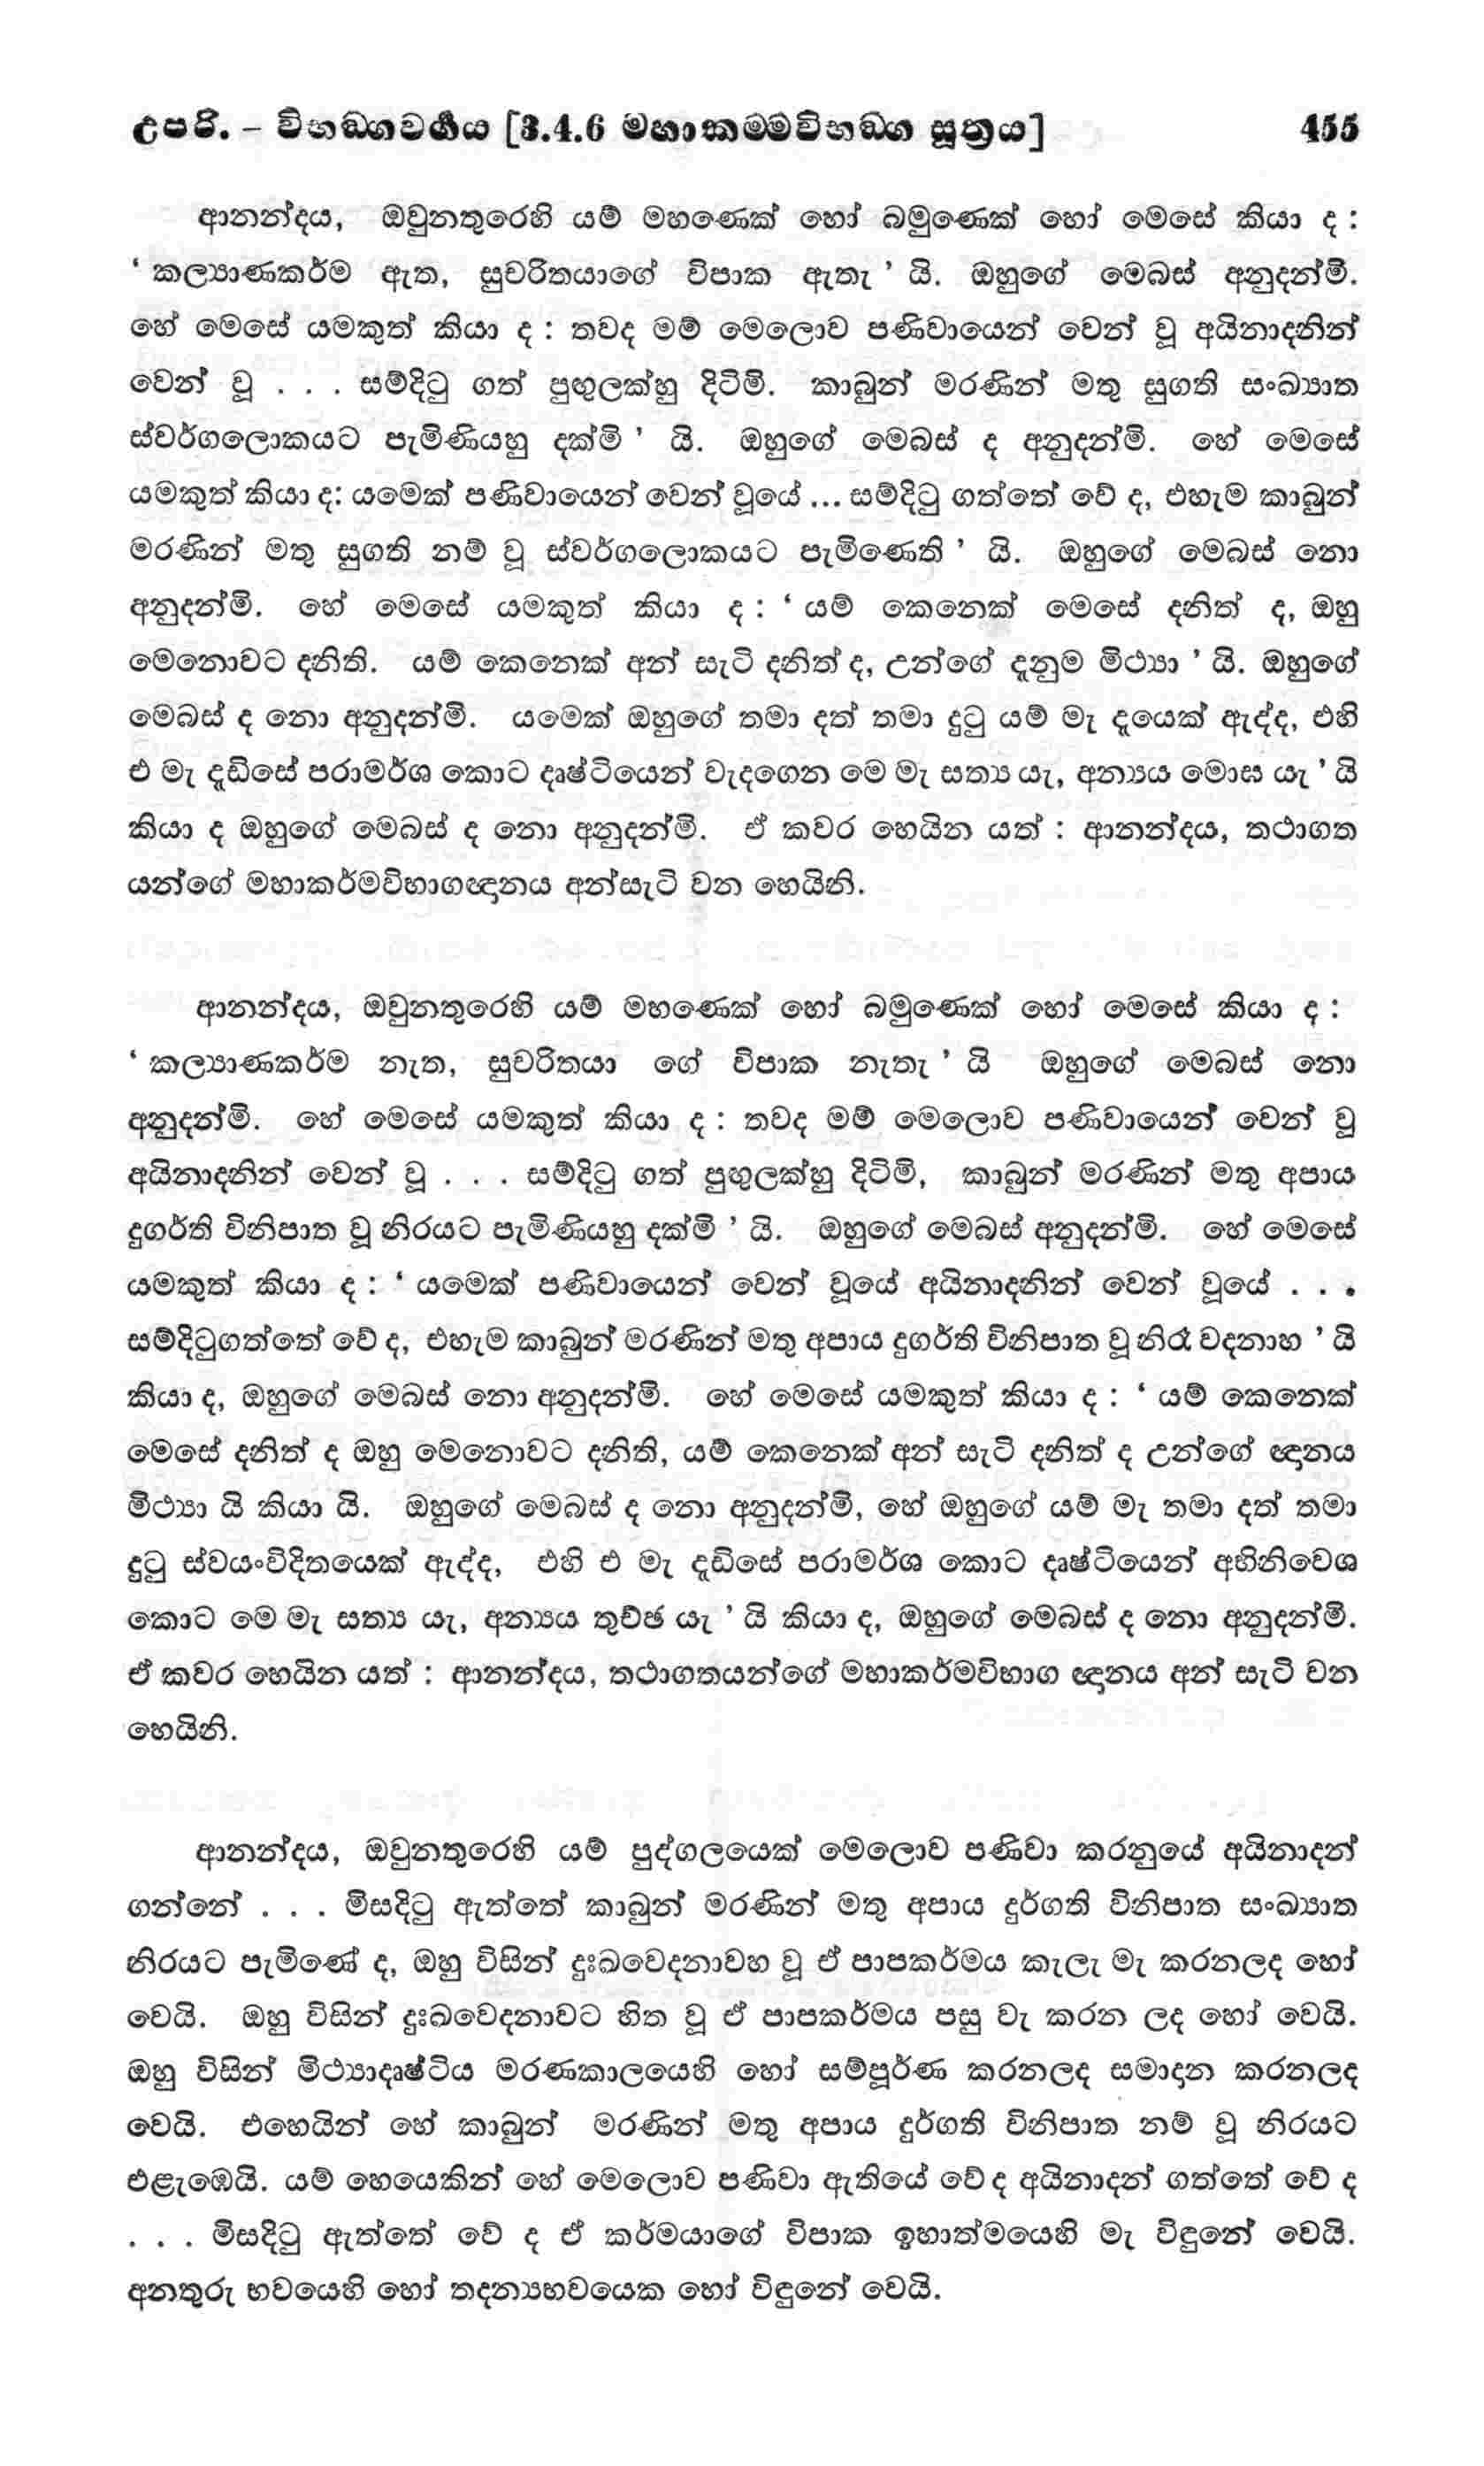 උපරි. – විභඞ්ගවර්ගය [3.4.6 මහාකම්මවිභඞ්ග සූත්‍රය] 455
ආනන්දය, ඔවුනතුරෙහි යම් මහණෙක් හෝ බමුණෙක් හෝ මෙසේ කියා ද :
‘ කල්‍යාණකර්ම ඇත, සුචරිතයාගේ විපාක ඇතැ ’ යි. ඔහුගේ මෙබස් අනුදන්මි.
හේ මෙසේ යමකුත් කියා ද : තවද මම් මෙලොව පණිවායෙන් වෙන් වූ අයිනාදනින්
වෙන් වූ . . . සම්දිටු ගත් පුඟුලක්හු දිටිමි. කාබුන් මරණින් මතු සුගති සංඛ්‍යාත
ස්වර්ගලොකයට පැමිණියහු දක්මි ’ යි. ඔහුගේ මෙබස් ද අනුදන්මි. හේ මෙසේ
යමකුත් කියා ද: යමෙක් පණිවායෙන් වෙන් වූයේ ... සම්දිටු ගත්තේ වේ ද, එහැම කාබුන්
මරණින් මතු සුගති නම් වූ ස්වර්ගලොකයට පැමිණෙති ’ යි. ඔහුගේ මෙබස් නො
අනුදන්මි. හේ මෙසේ යමකුත් කියා ද : ‘ යම් කෙනෙක් මෙසේ දනිත් ද, ඔහු
මෙනොවට දනිති. යම් කෙනෙක් අන් සැටි දනිත් ද, උන්ගේ දැනුම මිථ්‍යා ’ යි. ඔහුගේ
මෙබස් ද නො අනුදන්මි. යමෙක් ඔහුගේ තමා දත් තමා දුටු යම් මැ දැයෙක් ඇද්ද, එහි
එ මැ දැඩිසේ පරාමර්ශ කොට දෘෂ්ටියෙන් වැදගෙන මෙ මැ සත්‍ය යැ, අන්‍යය මොඝ යැ ’ යි
කියා ද ඔහුගේ මෙබස් ද නො අනුදන්මි. ඒ කවර හෙයින යත් : ආනන්දය, තථාගත
යන්ගේ මහාකර්මවිභාගඥානය අන්සැටි වන හෙයිනි.
ආනන්දය, ඔවුනතුරෙහි යම් මහණෙක් හෝ බමුණෙක් හෝ මෙසේ කියා ද :
‘ කල්‍යාණකර්ම නැත, සුචරිතයා ගේ විපාක නැතැ ’ යි ඔහුගේ මෙබස් නො
අනුදන්මි. හේ මෙසේ යමකුත් කියා ද : තවද මම් මෙලොව පණිවායෙන් වෙන් වූ
අයිනාදනින් වෙන් වූ . . . සම්දිටු ගත් පුඟුලක්හු දිටිමි, කාබුන් මරණින් මතු අපාය
දුගර්ති විනිපාත වූ නිරයට පැමිණියහු දක්මි ’ යි. ඔහුගේ මෙබස් අනුදන්මි. හේ මෙසේ
යමකුත් කියා ද : ‘ යමෙක් පණිවායෙන් වෙන් වූයේ අයිනාදනින් වෙන් වූයේ . . .
සම්දිටුගත්තේ වේ ද, එහැම කාබුන් මරණින් මතු අපාය දුගර්ති විනිපාත වූ නිරෑ වදනාහ ’ යි
කියා ද, ඔහුගේ මෙබස් නො අනුදන්මි. හේ මෙසේ යමකුත් කියා ද : ‘ යම් කෙනෙක්
මෙසේ දනිත් ද ඔහු මෙනොවට දනිති, යම් කෙනෙක් අන් සැටි දනිත් ද උන්ගේ ඥානය
මිථ්‍යා යි කියා යි. ඔහුගේ මෙබස් ද නො අනුදන්මි, හේ ඔහුගේ යම් මැ තමා දත් තමා
දුටු ස්වයංවිදිතයෙක් ඇද්ද, එහි එ මැ දැඩිසේ පරාමර්ශ කොට දෘෂ්ටියෙන් අභිනිවෙශ
කොට මෙ මැ සත්‍ය යැ, අන්‍යය තුච්ඡ යැ ’ යි කියා ද, ඔහුගේ මෙබස් ද නො අනුදන්මි.
ඒ කවර හෙයින යත් : ආනන්දය, තථාගතයන්ගේ මහාකර්මවිභාග ඥානය අන් සැටි වන
හෙයිනි.
ආනන්දය, ඔවුනතුරෙහි යම් පුද්ගලයෙක් මෙලොව පණිවා කරනුයේ අයිනාදන්
ගන්නේ . . . මිසදිටු ඇත්තේ කාබුන් මරණින් මතු අපාය දුර්ගති විනිපාත සංඛ්‍යාත
නිරයට පැමිණේ ද, ඔහු විසින් දුඃඛවෙදනාවහ වූ ඒ පාපකර්මය කැලැ මැ කරනලද හෝ
වෙයි. ඔහු විසින් දුඃඛවෙදනාවට හිත වූ ඒ පාපකර්මය පසු වැ කරන ලද හෝ වෙයි.
ඔහු විසින් මිථ්‍යාදෘෂ්ටිය මරණකාලයෙහි හෝ සම්පූර්ණ කරනලද සමාදාන කරනලද
වෙයි. එහෙයින් හේ කාබුන් මරණින් මතු අපාය දුර්ගති විනිපාත නම් වූ නිරයට
එළැඹෙයි. යම් හෙයෙකින් හේ මෙලොව පණිවා ඇතියේ වේ ද අයිනාදන් ගත්තේ වේ ද
. . . මිසදිටු ඇත්තේ වේ ද ඒ කර්මයාගේ විපාක ඉහාත්මයෙහි මැ විඳුනේ වෙයි.
අනතුරු භවයෙහි හෝ තදන්‍යභවයෙක හෝ විඳුනේ වෙයි.